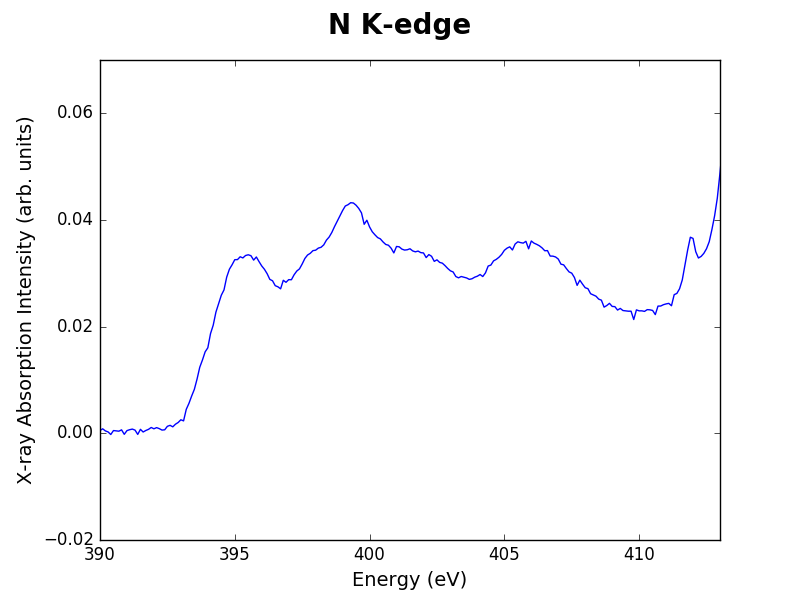 N K-edge
X-ray Absorption Intensity (arb. units)
0.06
0.04
0.02
0.00
−0.02
390 395 400 405 410
Energy (eV)